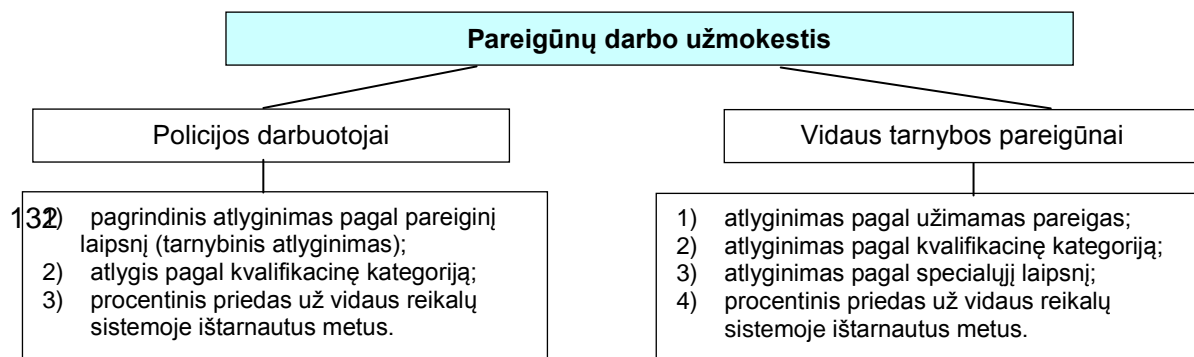 Pareigūnų darbo užmokestis
Policijos darbuotojai
Vidaus tarnybos pareigūnai
1) pagrindinis atlyginimas pagal pareiginį
laipsnį (tarnybinis atlyginimas);
2) atlygis pagal kvalifikacinę kategoriją;
3) procentinis priedas už vidaus reikalų
sistemoje ištarnautus metus.
1) atlyginimas pagal užimamas pareigas;
2) atlyginimas pagal kvalifikacinę kategoriją;
3) atlyginimas pagal specialųjį laipsnį;
4) procentinis priedas už vidaus reikalų
sistemoje ištarnautus metus.